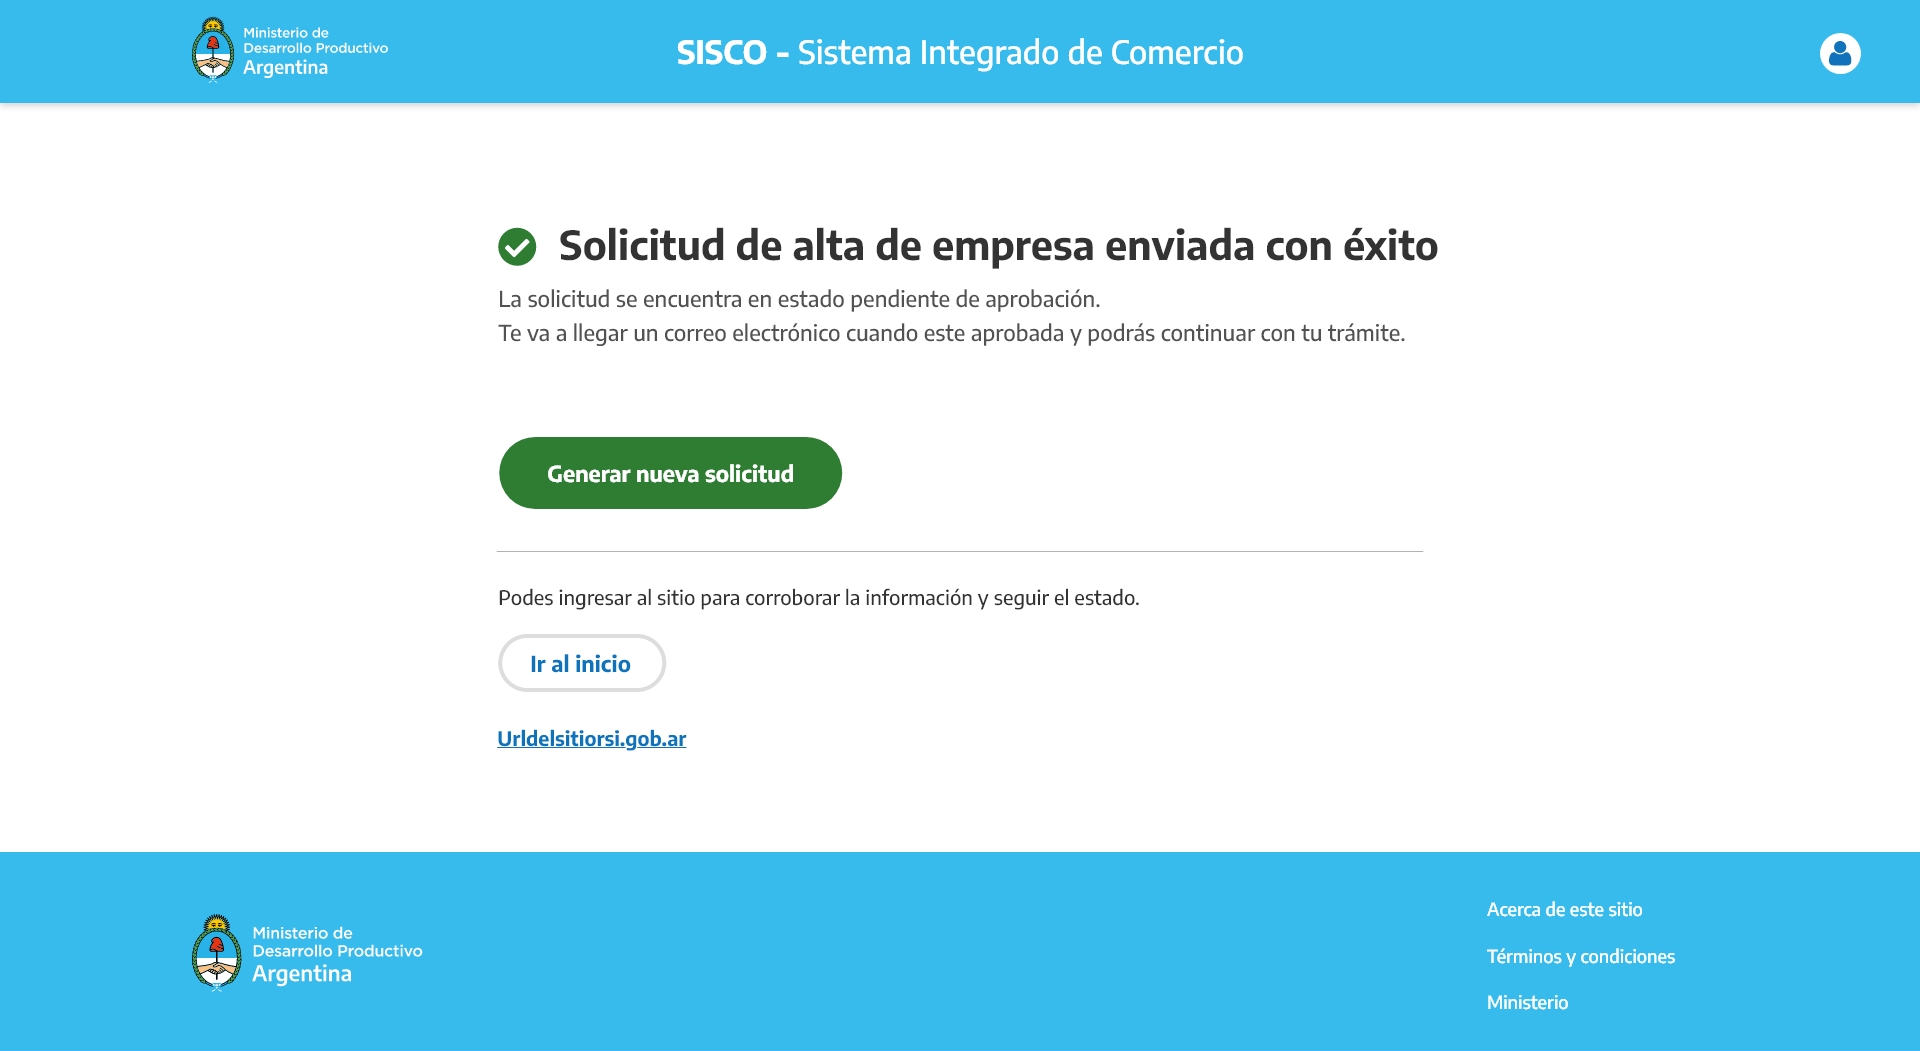 Ministerio de
Desarrollo Productivo
Argentina
SISCO - Sistema Integrado de Comercio
Solicitud de alta de empresa enviada con éxito
La solicitud se encuentra en estado pendiente de aprobación.
Te va a llegar un correo electrónico cuando este aprobada y podrás continuar con tu trámite.
Generar nueva solicitud
Podes ingresar al sitio para corroborar la información y seguir el estado.
Ir al inicio
Urldelsitiorsi.gob.ar
Ministerio de
Desarrollo Productivo
Argentina
Acerca de este sitio
Términos y condiciones
Ministerio